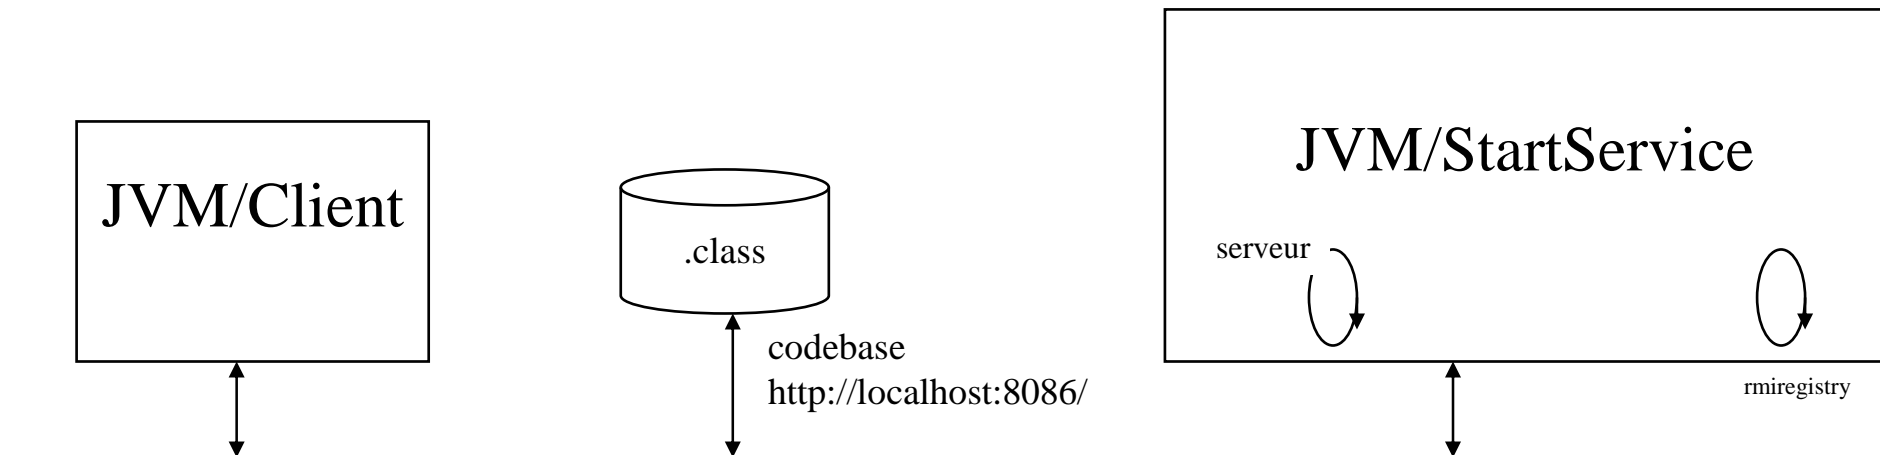 JVM/Client
.class
codebase
http://localhost:8086/
JVM/StartService
serveur
rmiregistry